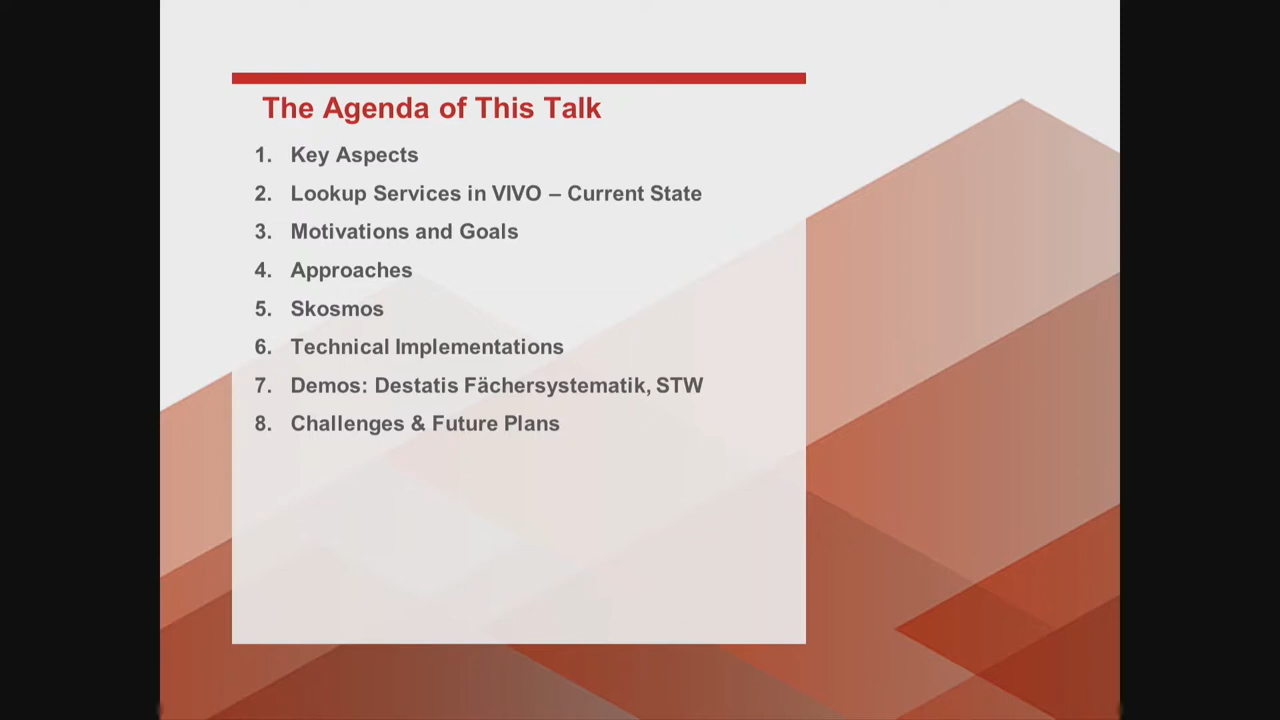 The Agenda of This Talk
1. Key Aspects
2. Lookup Services in VIVO – Current State
3. Motivations and Goals
4. Approaches
5. Skosmos
6. Technical Implementations
7. Demos: Destatis Fächersystematik, STW
8. Challenges & Future Plans